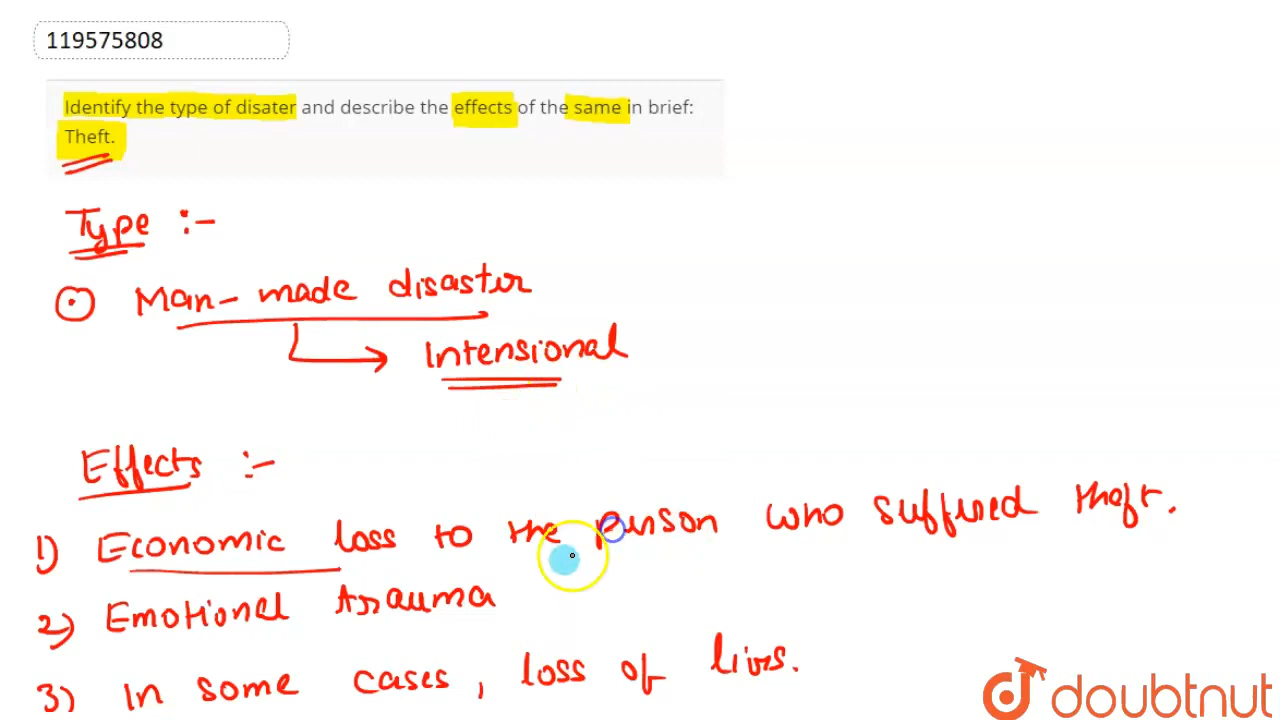 119575808
Identify the type of disater and describe the effects of the same in brief:
Theft.
Type :-
Man-made disaster
Intensional
Effects :-
1) Economic loss to the person who suffered theft.
2) Emotional trauma
3) In some cases, loss of lives.
doubtnut